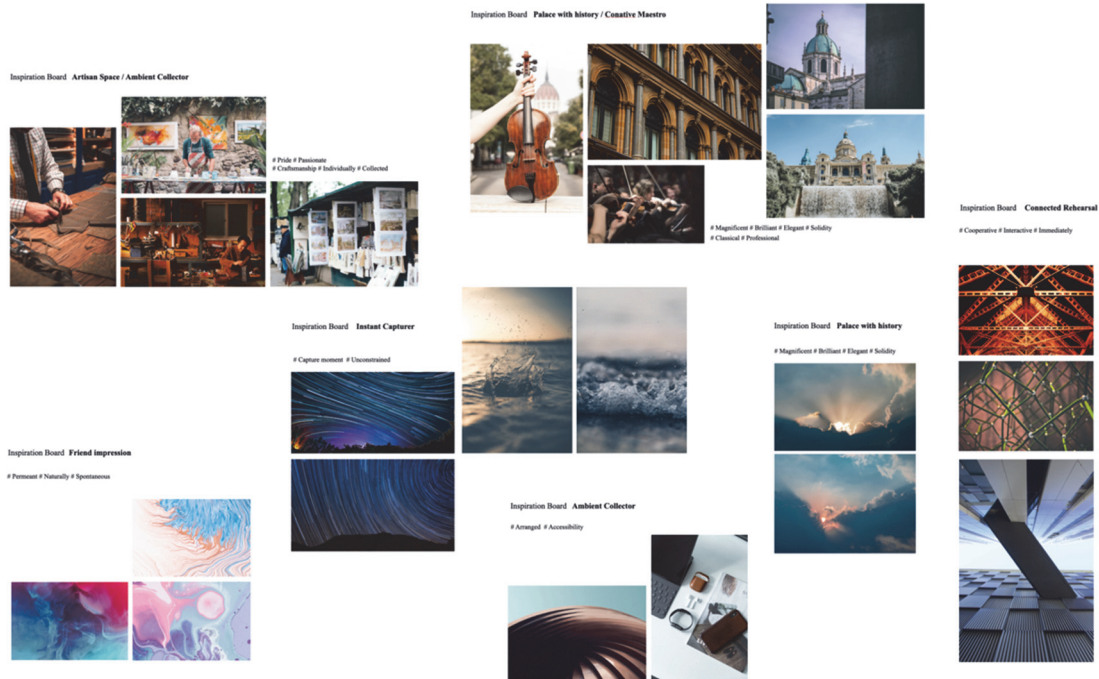 Inspiration Board Palace with history / Conative Maestro
Inspiration Board Artisan Space / Ambient Collector
# Pride # Passionate
# Craftsmanship # Individually # Collected
# Magnificent # Brilliant # Elegant # Solidity
# Classical # Professional
Inspiration Board Connected Rehearsal
# Cooperative # Interactive # Immediately
Inspiration Board Instant Capturer
# Capture moment # Unconstrained
Inspiration Board Palace with history
# Magnificent # Brilliant # Elegant # Solidity
Inspiration Board Friend impression
# Permeant # Naturally # Spontaneous
Inspiration Board Ambient Collector
# Arranged # Accessibility